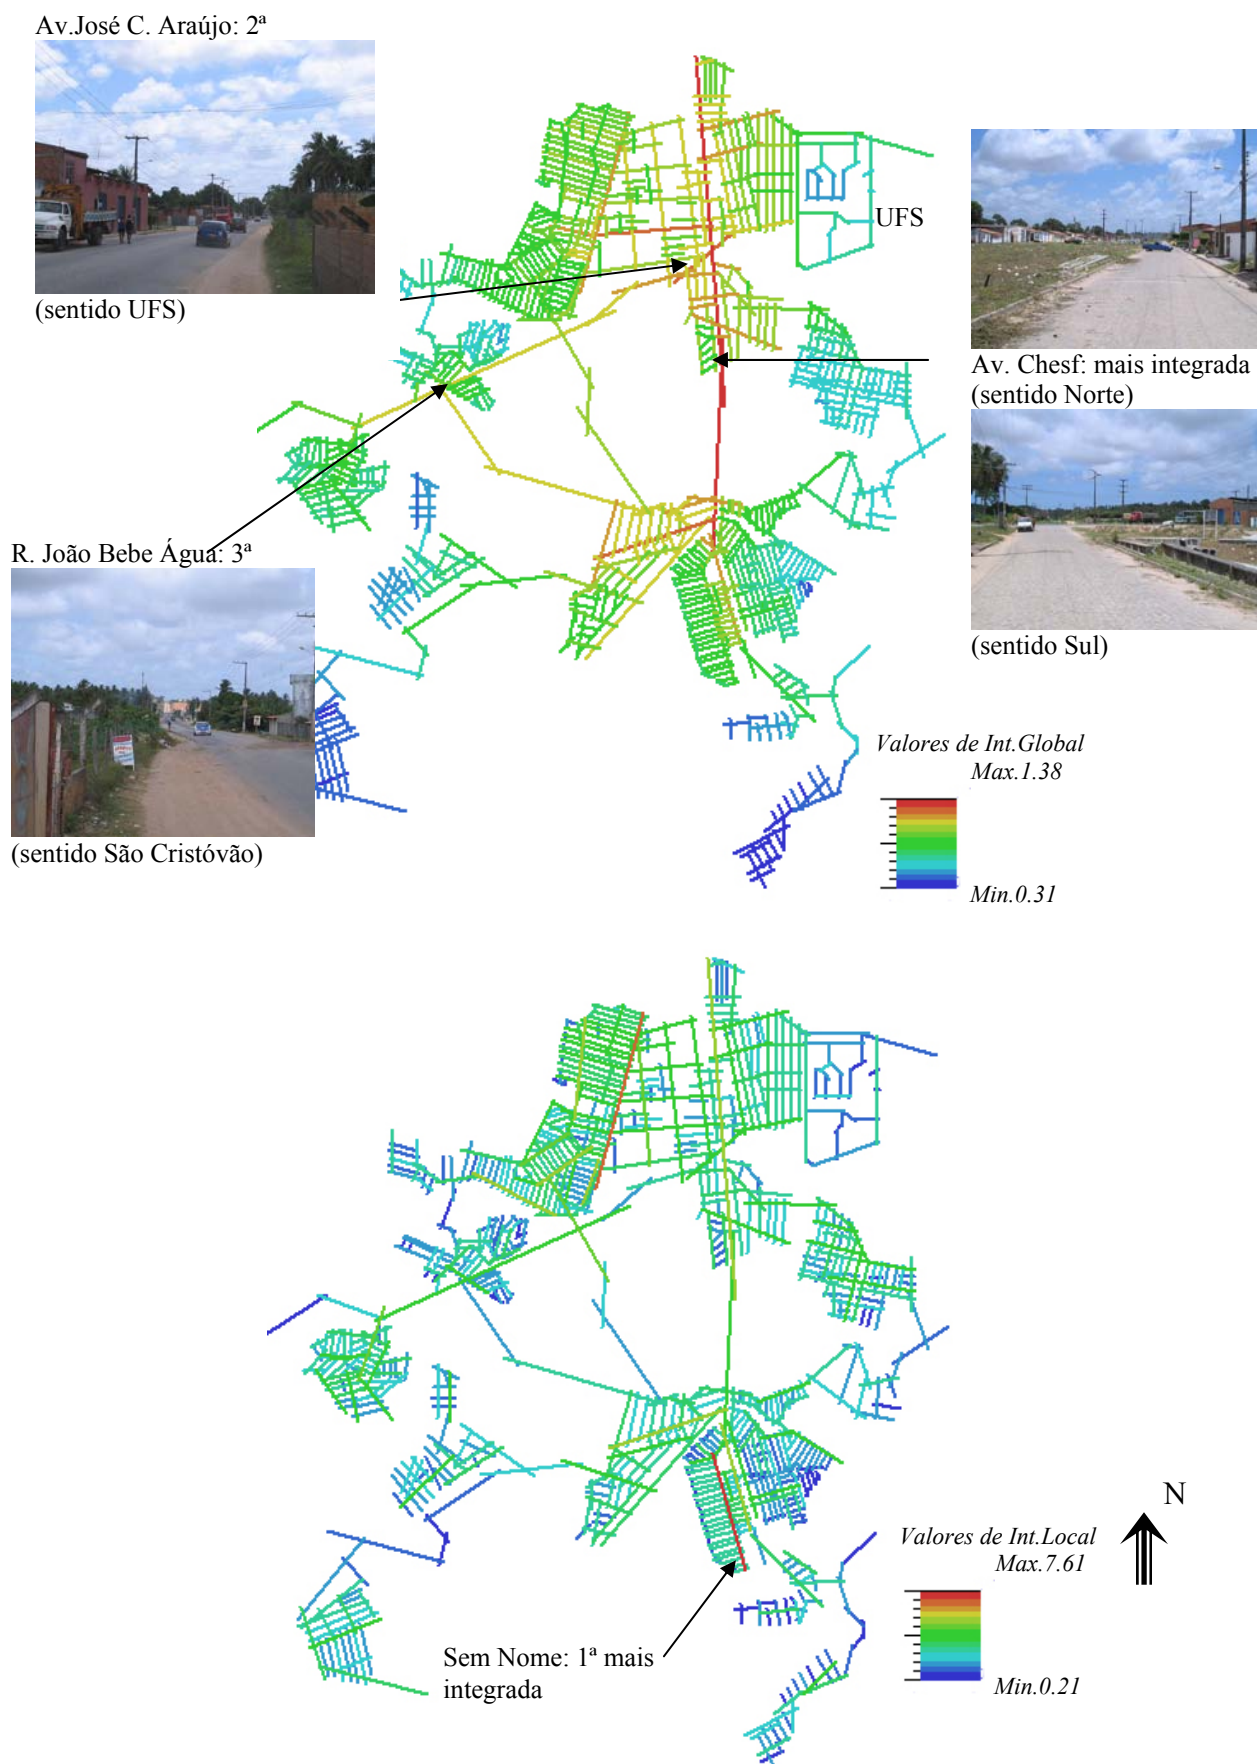 Av.José C. Araújo: 2ª
(sentido UFS)
UFS
Av. Chesf: mais integrada
(sentido Norte)
(sentido Sul)
R. João Bebe Água: 3ª
(sentido São Cristóvão)
Valores de Int.Global
Max.1.38
Min.0.31
N
Valores de Int.Local
Max.7.61
Min.0.21
Sem Nome: 1ª mais
integrada